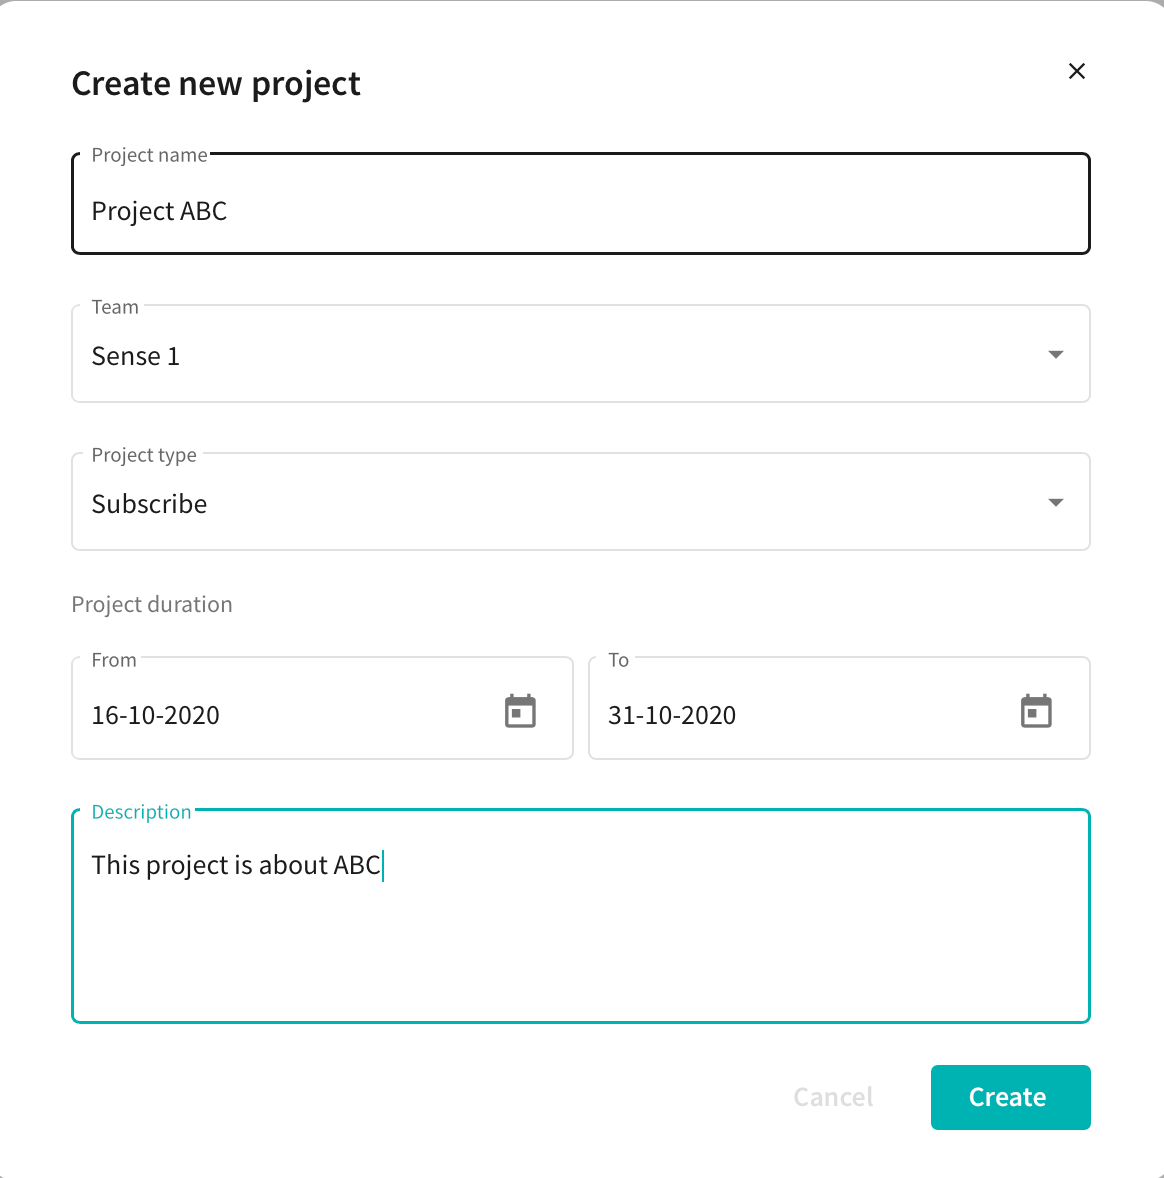 Create new project
Project name
Project ABC
Team
Sense 1
Project type
Subscribe
Project duration
From
16-10-2020
To
31-10-2020
Description
This project is about ABC
Cancel
Create